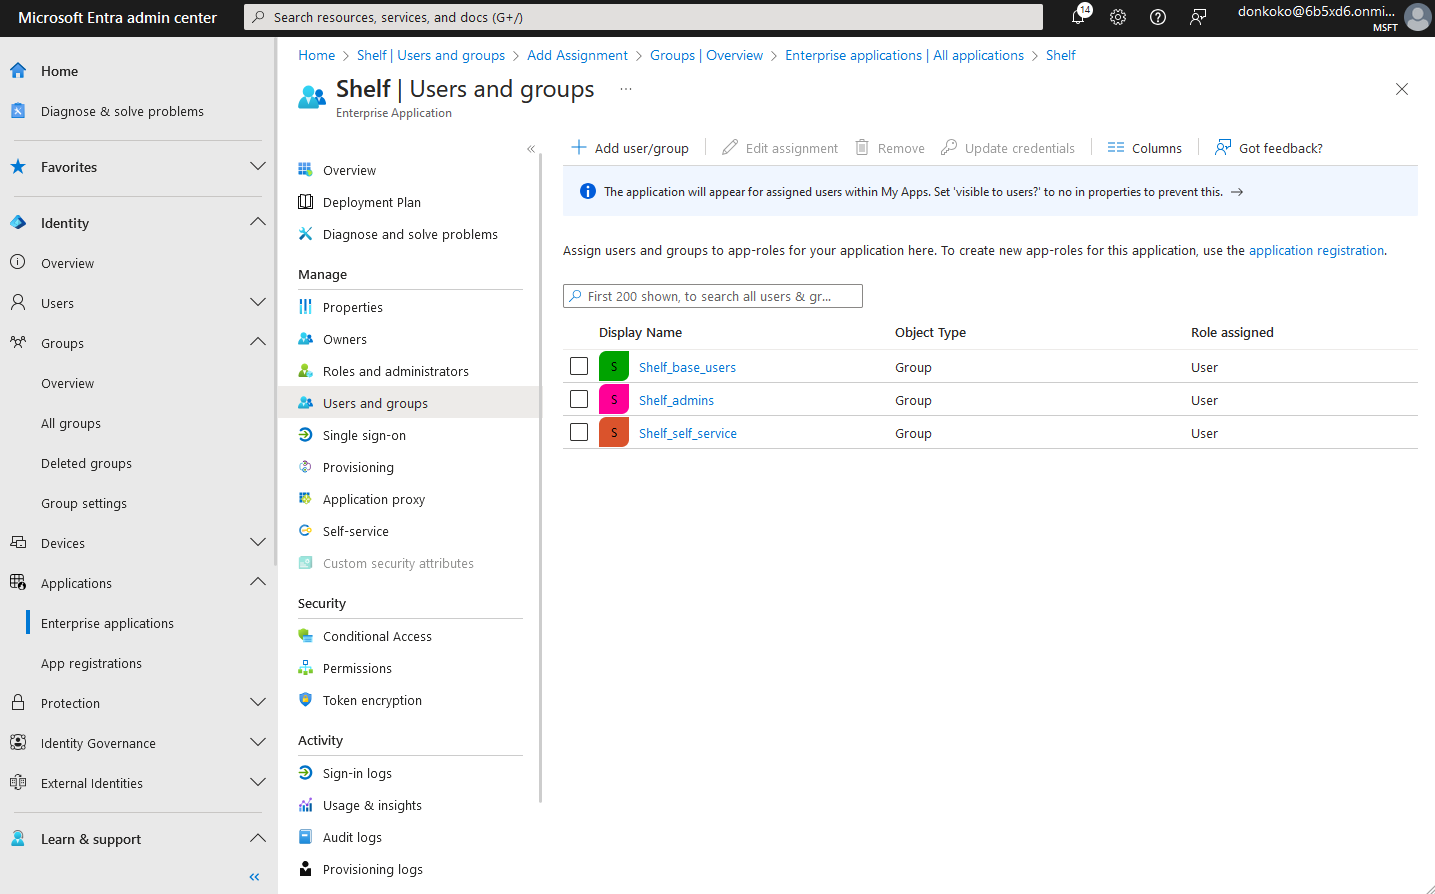 Microsoft Entra admin center
Search resources, services, and docs (G+/)
14
donkoko@6b5xd6.onmi...
MSFT
Home
Diagnose & solve problems
Favorites
Identity
Overview
Users
Groups
Overview
All groups
Deleted groups
Group settings
Devices
Applications
Enterprise applications
App registrations
Protection
Identity Governance
External Identities
Learn & support
Home > Shelf | Users and groups > Add Assignment > Groups | Overview > Enterprise applications | All applications > Shelf
Shelf | Users and groups ...
Enterprise Application
Overview
Deployment Plan
Diagnose and solve problems
Manage
Properties
Owners
Roles and administrators
Users and groups
Single sign-on
Provisioning
Application proxy
Self-service
Custom security attributes
Security
Conditional Access
Permissions
Token encryption
Activity
Sign-in logs
Usage & insights
Audit logs
Provisioning logs
Add user/group Edit assignment Remove Update credentials Columns Got feedback?
The application will appear for assigned users within My Apps. Set 'visible to users?' to no in properties to prevent this. →
Assign users and groups to app-roles for your application here. To create new app-roles for this application, use the application registration.
First 200 shown, to search all users & gr...
Display Name Object Type Role assigned
S Shelf_base_users Group User
S Shelf_admins Group User
S Shelf_self_service Group User